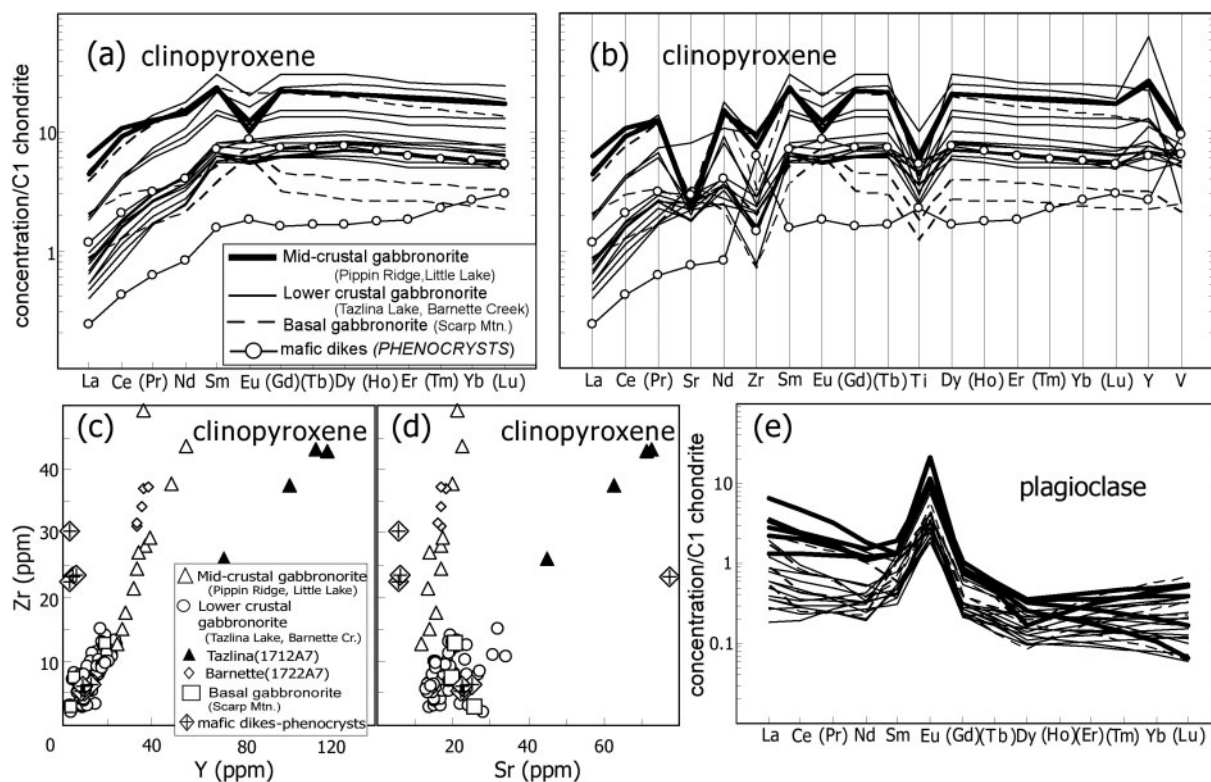 (a) clinopyroxene
concentration/C1 chondrite
10
1
Mid-crustal gabbronorite
(Pippin Ridge,Little Lake)
Lower crustal gabbronorite
(Tazlina Lake, Barnette Creek)
Basal gabbronorite (Scarp Mtn.)
mafic dikes (PHENOCRYSTS)
La Ce (Pr) Nd Sm Eu (Gd)(Tb) Dy (Ho) Er (Tm) Yb (Lu)
(b) clinopyroxene
concentration/C1 chondrite
10
1
La Ce (Pr) Sr Nd Zr Sm Eu (Gd) (Tb) Ti Dy (Ho) Er (Tm) Yb (Lu) Y V
(c) clinopyroxene
Zr (ppm)
40
30
20
10
0 40 80 120
Y (ppm)
Mid-crustal gabbronorite
(Pippin Ridge, Little Lake)
Lower crustal
gabbronorite
(Tazlina Lake, Barnette Cr.)
Tazlina(1712A7)
Barnette(1722A7)
Basal gabbronorite
(Scarp Mtn.)
mafic dikes-phenocrysts
(d) clinopyroxene
20 40 60
Sr (ppm)
(e)
plagioclase
concentration/C1 chondrite
100
10
1
0.1
La Ce (Pr) Nd Sm Eu (Gd)(Tb) Dy (Ho)(Er) (Tm) Yb (Lu)